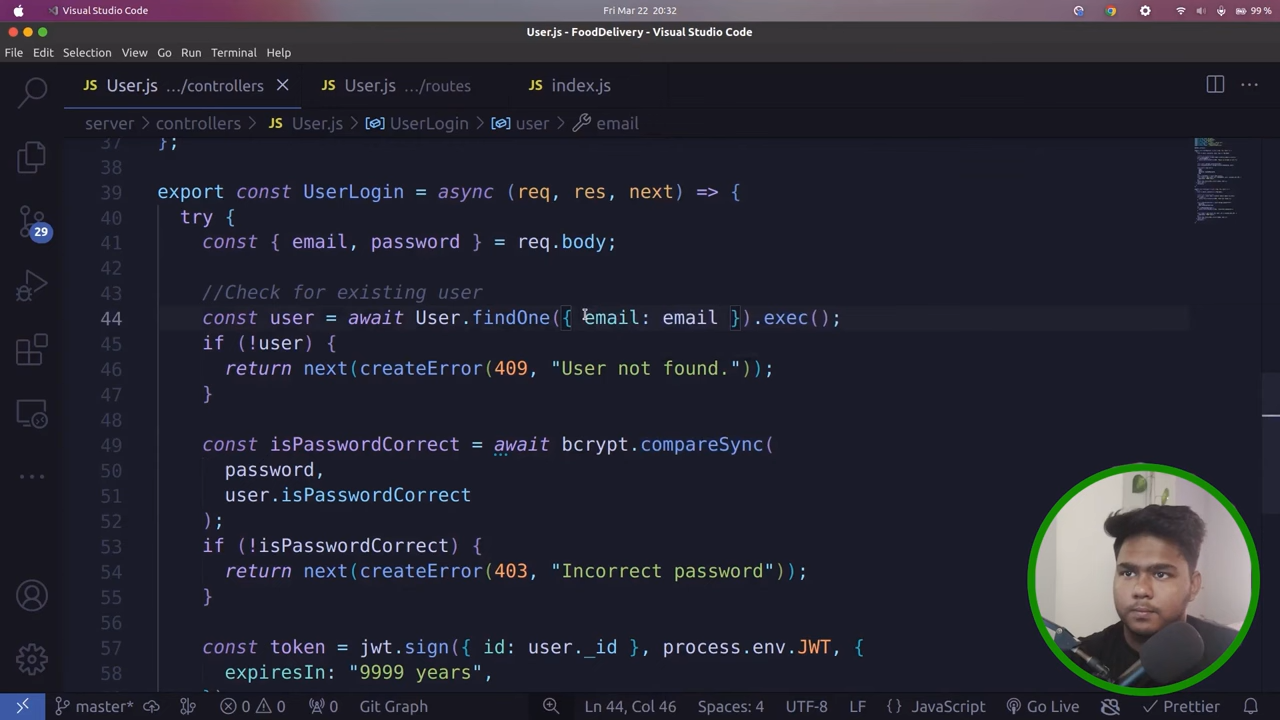 Visual Studio Code
Fri Mar 22 20:32
99 %
User.js - FoodDelivery - Visual Studio Code
File Edit Selection View Go Run Terminal Help
JS User.js .../controllers
JS User.js .../routes
JS index.js
server > controllers > JS User.js > UserLogin > user > email
37 };
38
39 export const UserLogin = async (req, res, next) => {
40 try {
41 const { email, password } = req.body;
42
43 //Check for existing user
44 const user = await User.findOne({ email: email }).exec();
45 if (!user) {
46 return next(createError(409, "User not found."));
47 }
48
49 const isPasswordCorrect = await bcrypt.compareSync(
50 password,
51 user.isPasswordCorrect
52 );
53 if (!isPasswordCorrect) {
54 return next(createError(403, "Incorrect password"));
55 }
56
57 const token = jwt.sign({ id: user._id }, process.env.JWT, {
58 expiresIn: "9999 years",
29
master* 0 0 0 Git Graph Ln 44, Col 46 Spaces: 4 UTF-8 LF {} JavaScript Go Live Prettier